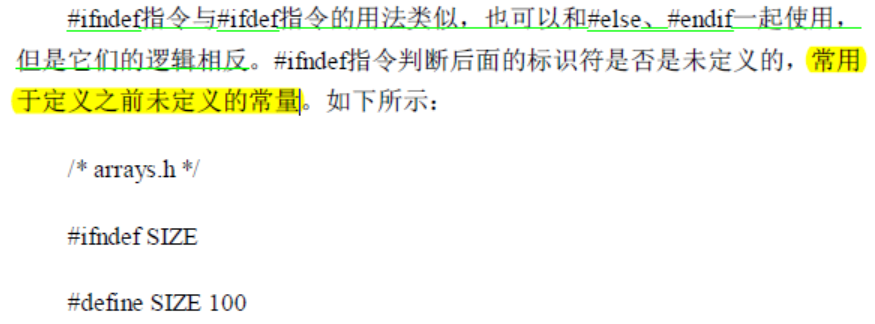 #ifndef指令与#ifdef指令的用法类似，也可以和#else、#endif一起使用，
但是它们的逻辑相反。#ifndef指令判断后面的标识符是否是未定义的，常用
于定义之前未定义的常量。如下所示：
/* arrays.h */
#ifndef SIZE
#define SIZE 100